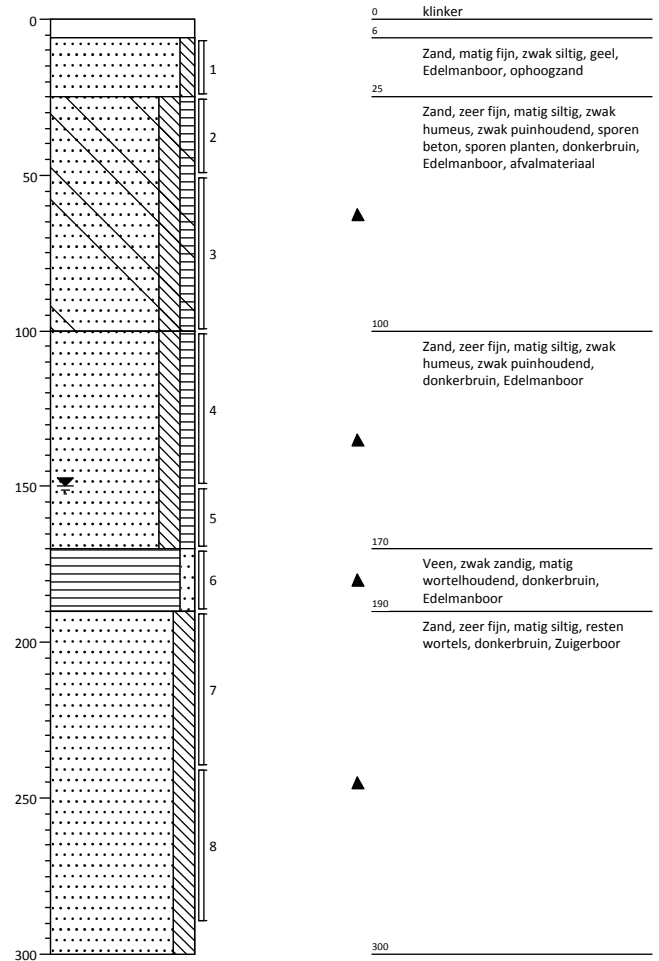 0
50
100
150
200
250
300
1
2
3
4
5
6
7
8
0
klinker
6
Zand, matig fijn, zwak siltig, geel,
Edelmanboor, ophoogzand
25
Zand, zeer fijn, matig siltig, zwak
humeus, zwak puinhoudend, sporen
beton, sporen planten, donkerbruin,
Edelmanboor, afvalmateriaal
100
Zand, zeer fijn, matig siltig, zwak
humeus, zwak puinhoudend,
donkerbruin, Edelmanboor
170
Veen, zwak zandig, matig
wortelhoudend, donkerbruin,
Edelmanboor
190
Zand, zeer fijn, matig siltig, resten
wortels, donkerbruin, Zuigerboor
300